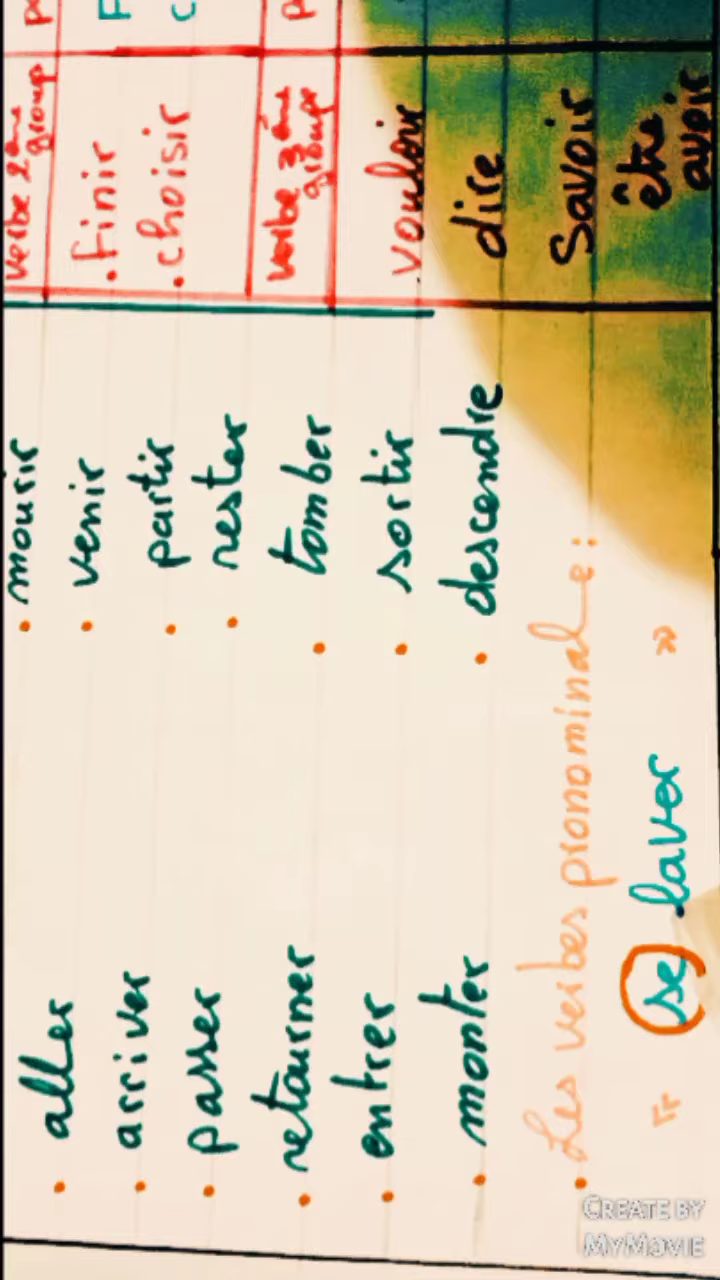 aller
arriver
passer
retourner
entrer
monter
mourir
venir
partir
rester
tomber
sortir
descendre
Les verbes pronominale:
« se laver »
verbe 2ème
group
finir
choisir
verbe 3ème
groupe
vouloir
dire
Savoir
être
avoir
CREATE BY
MYMOVIE